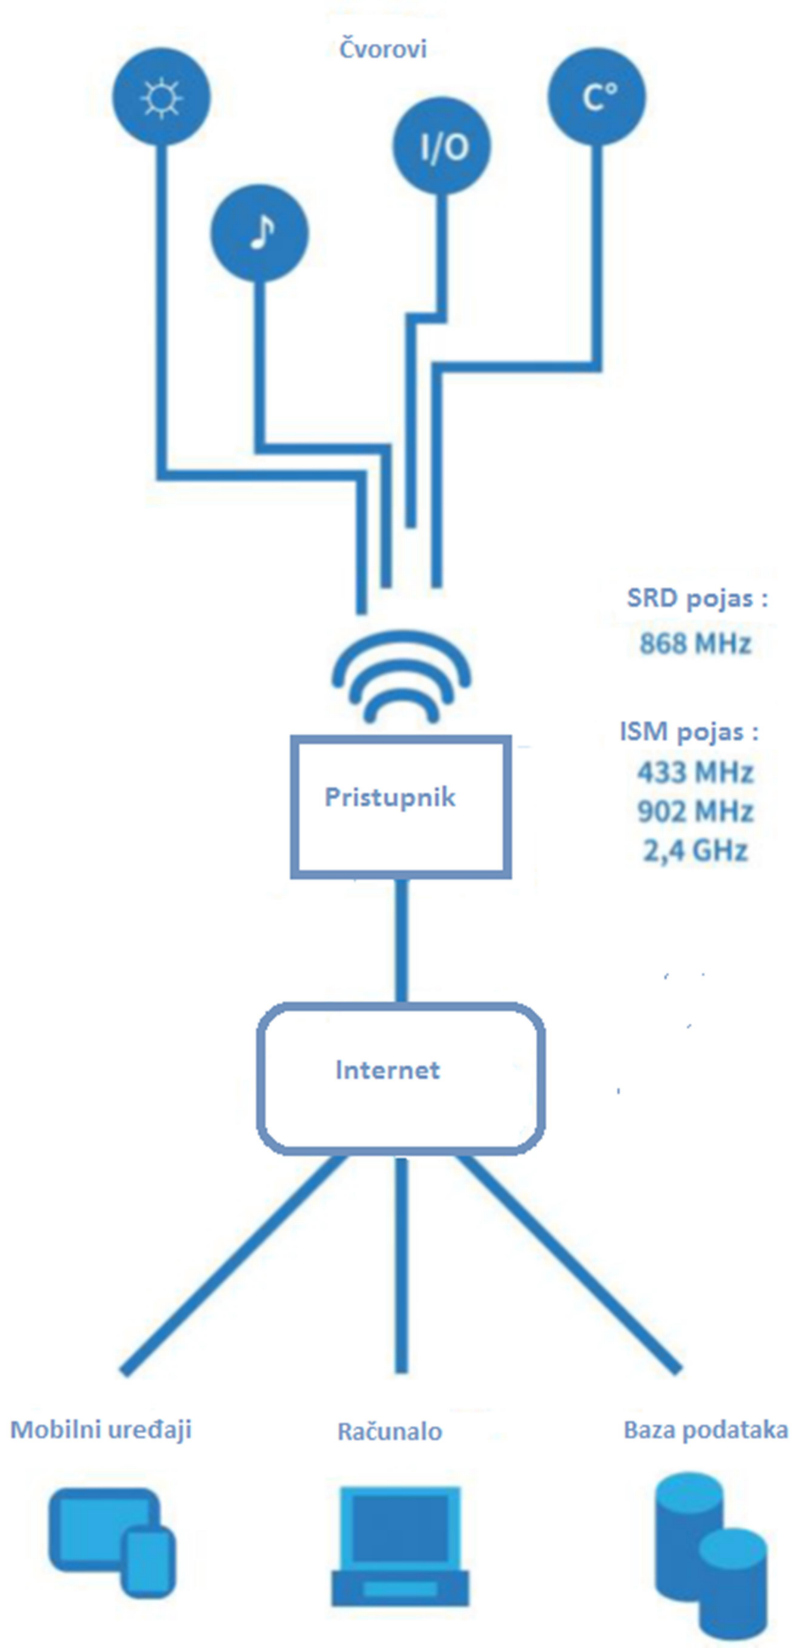 Čvorovi
C°
I/O
SRD pojas :
868 MHz
ISM pojas :
433 MHz
902 MHz
2,4 GHz
Pristupnik
Internet
Mobilni uređaji
Računalo
Baza podataka